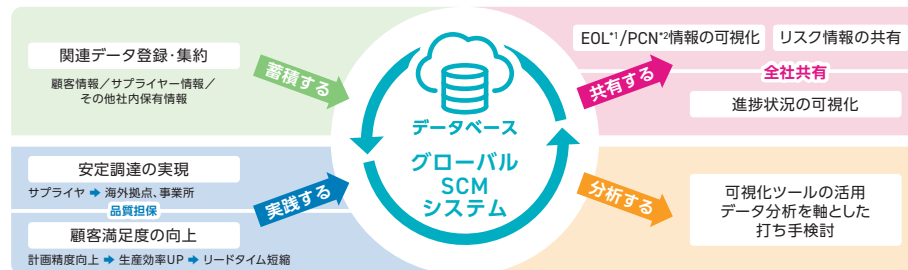 関連データ登録・集約
顧客情報／サプライヤー情報／
その他社内保有情報
蓄積する
データベース
グローバル
SCM
システム
共有する
EOL*1/PCN*2情報の可視化
リスク情報の共有
全社共有
進捗状況の可視化
安定調達の実現
サプライヤ ➡ 海外拠点、事業所
品質担保
顧客満足度の向上
計画精度向上 ➡ 生産効率UP ➡ リードタイム短縮
実践する
分析する
可視化ツールの活用
データ分析を軸とした
打ち手検討